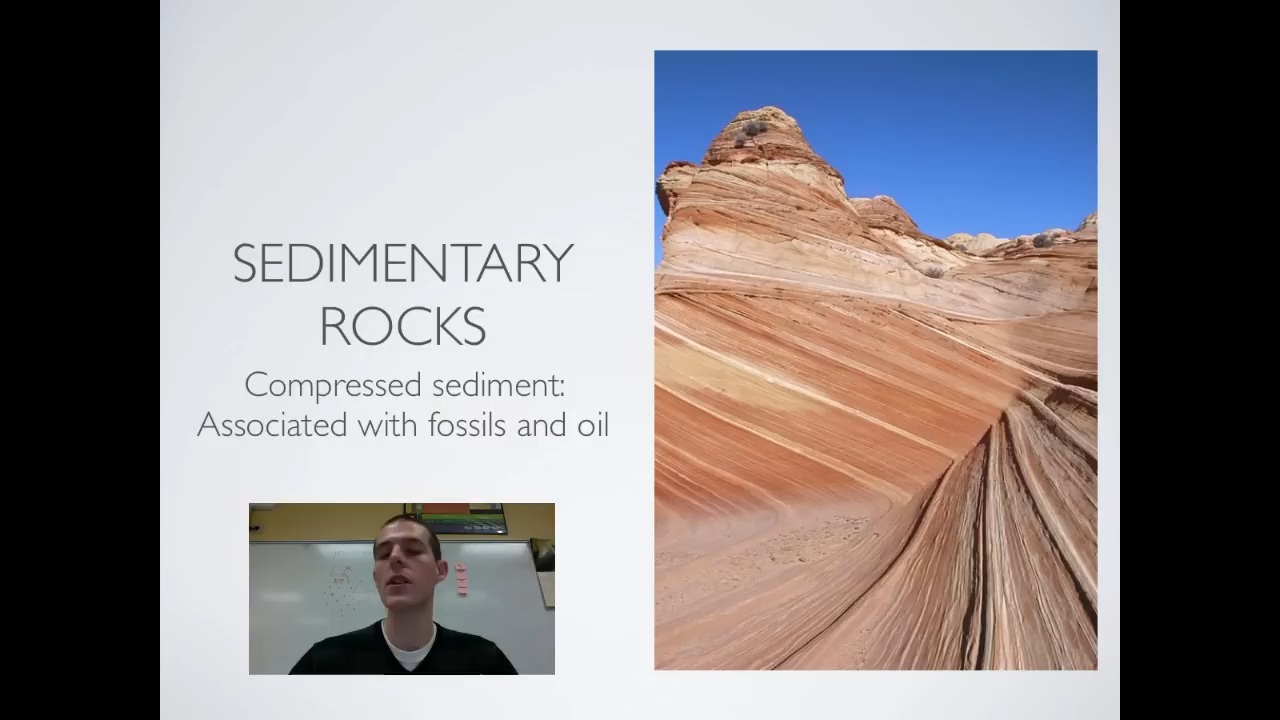 SEDIMENTARY
ROCKS
Compressed sediment:
Associated with fossils and oil